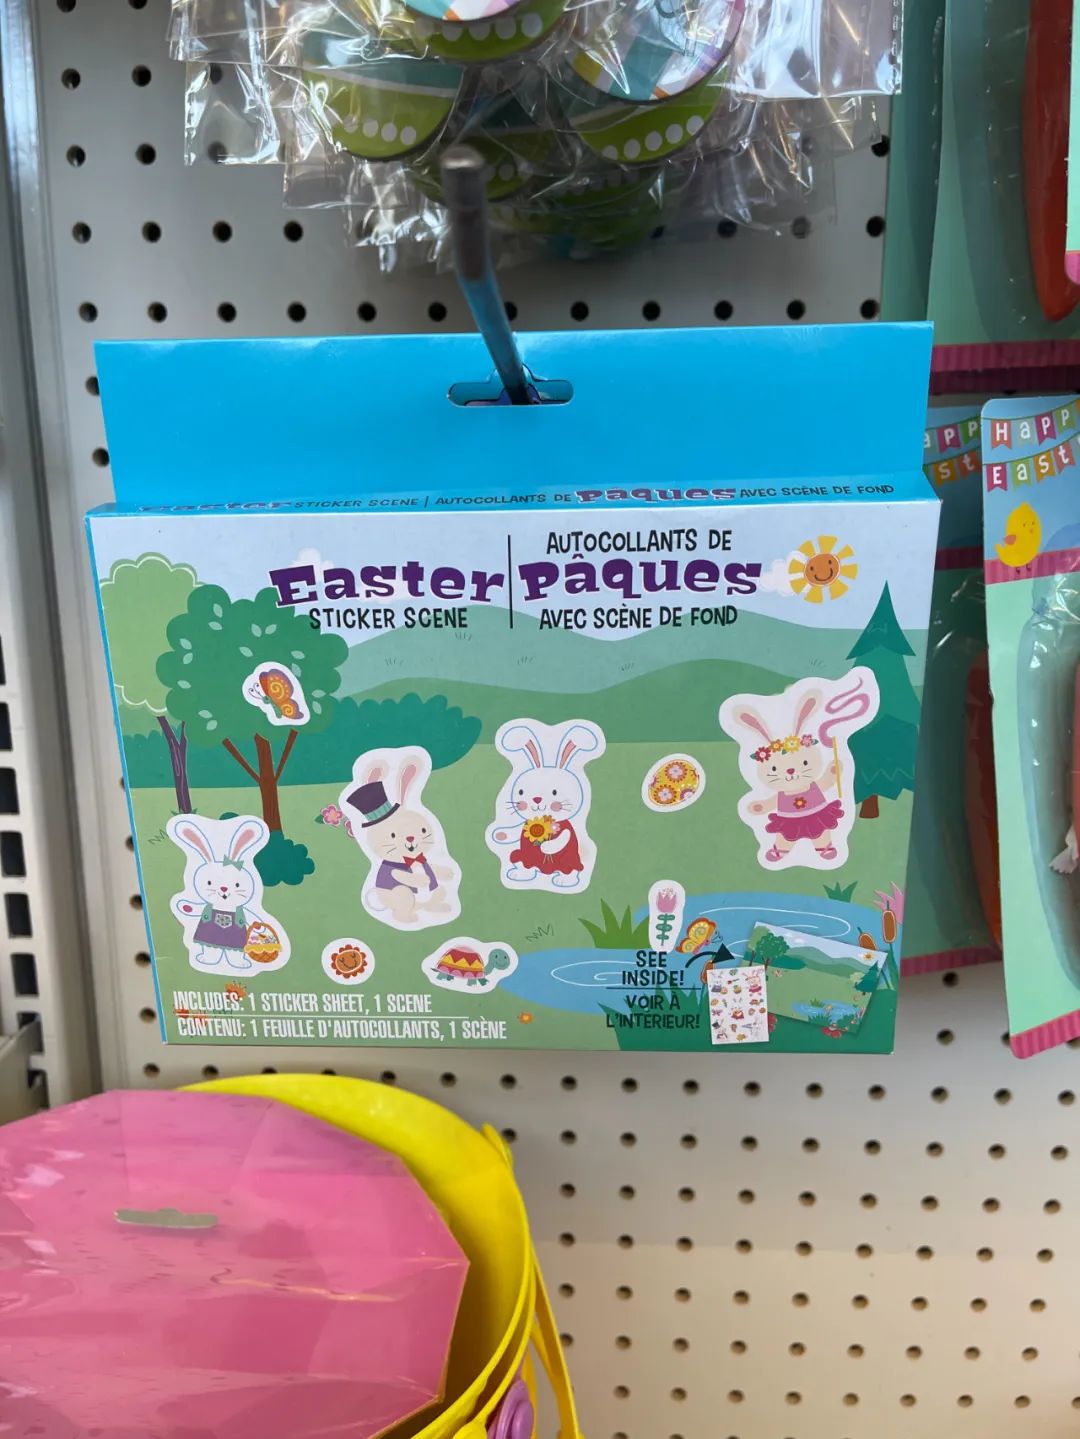 Easter STICKER SCENE | AUTOCOLLANTS DE Pâques AVEC SCÈNE DE FOND
Easter
STICKER SCENE
AUTOCOLLANTS DE
Pâques
AVEC SCÈNE DE FOND
SEE
INSIDE!
VOIR À
L'INTÉRIEUR!
INCLUDES: 1 STICKER SHEET, 1 SCENE
CONTENU: 1 FEUILLE D'AUTOCOLLANTS, 1 SCÈNE
Happ
East